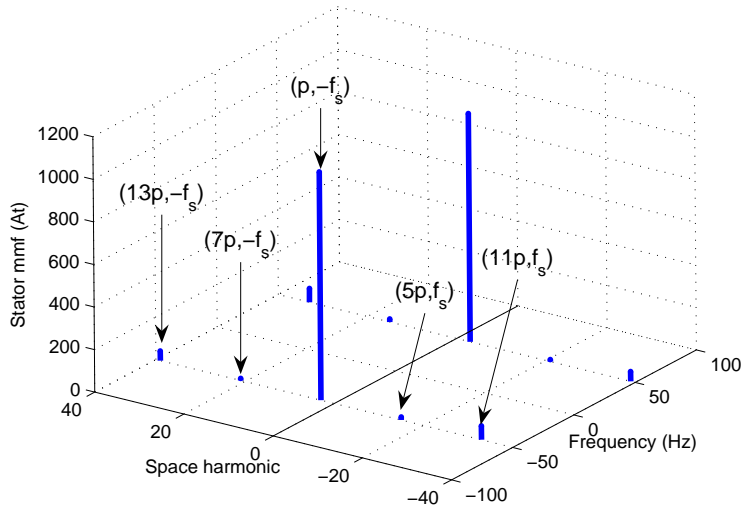 (p,−fs)
(13p,−fs)
(7p,−fs)
(5p,fs)
(11p,fs)
Stator mmf (At)
1200
1000
800
600
400
200
0
40
20
0
−20
−40
Space harmonic
−100
−50
0
50
100
Frequency (Hz)